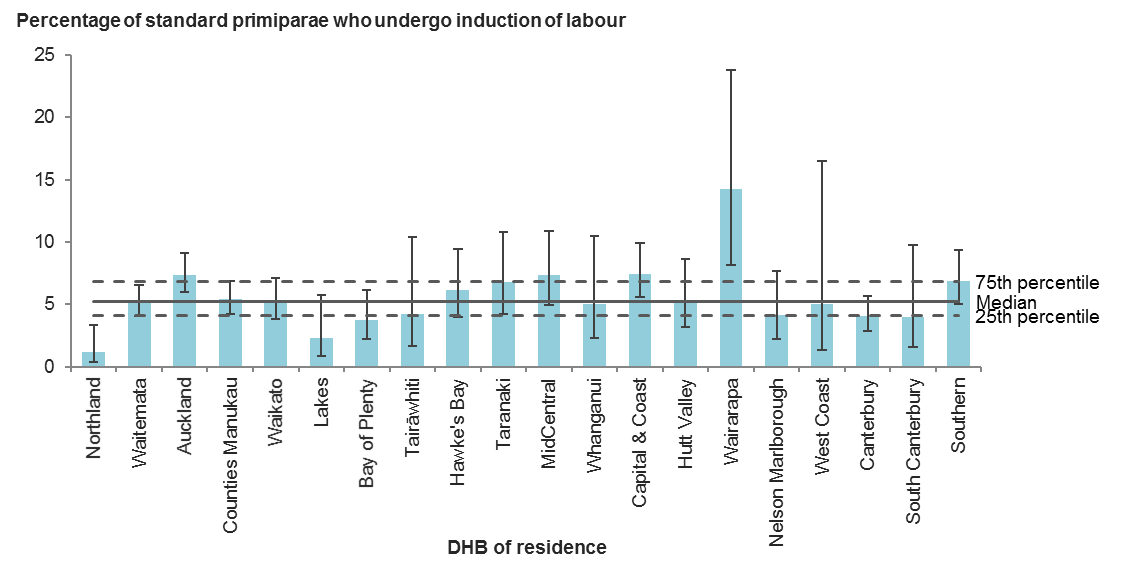 Percentage of standard primiparae who undergo induction of labour
25
20
15
10
5
0
75th percentile
Median
25th percentile
Northland
Waitemata
Auckland
Counties Manukau
Waikato
Lakes
Bay of Plenty
Tairāwhiti
Hawke's Bay
Taranaki
MidCentral
Whanganui
Capital & Coast
Hutt Valley
Wairarapa
Nelson Marlborough
West Coast
Canterbury
South Canterbury
Southern
DHB of residence